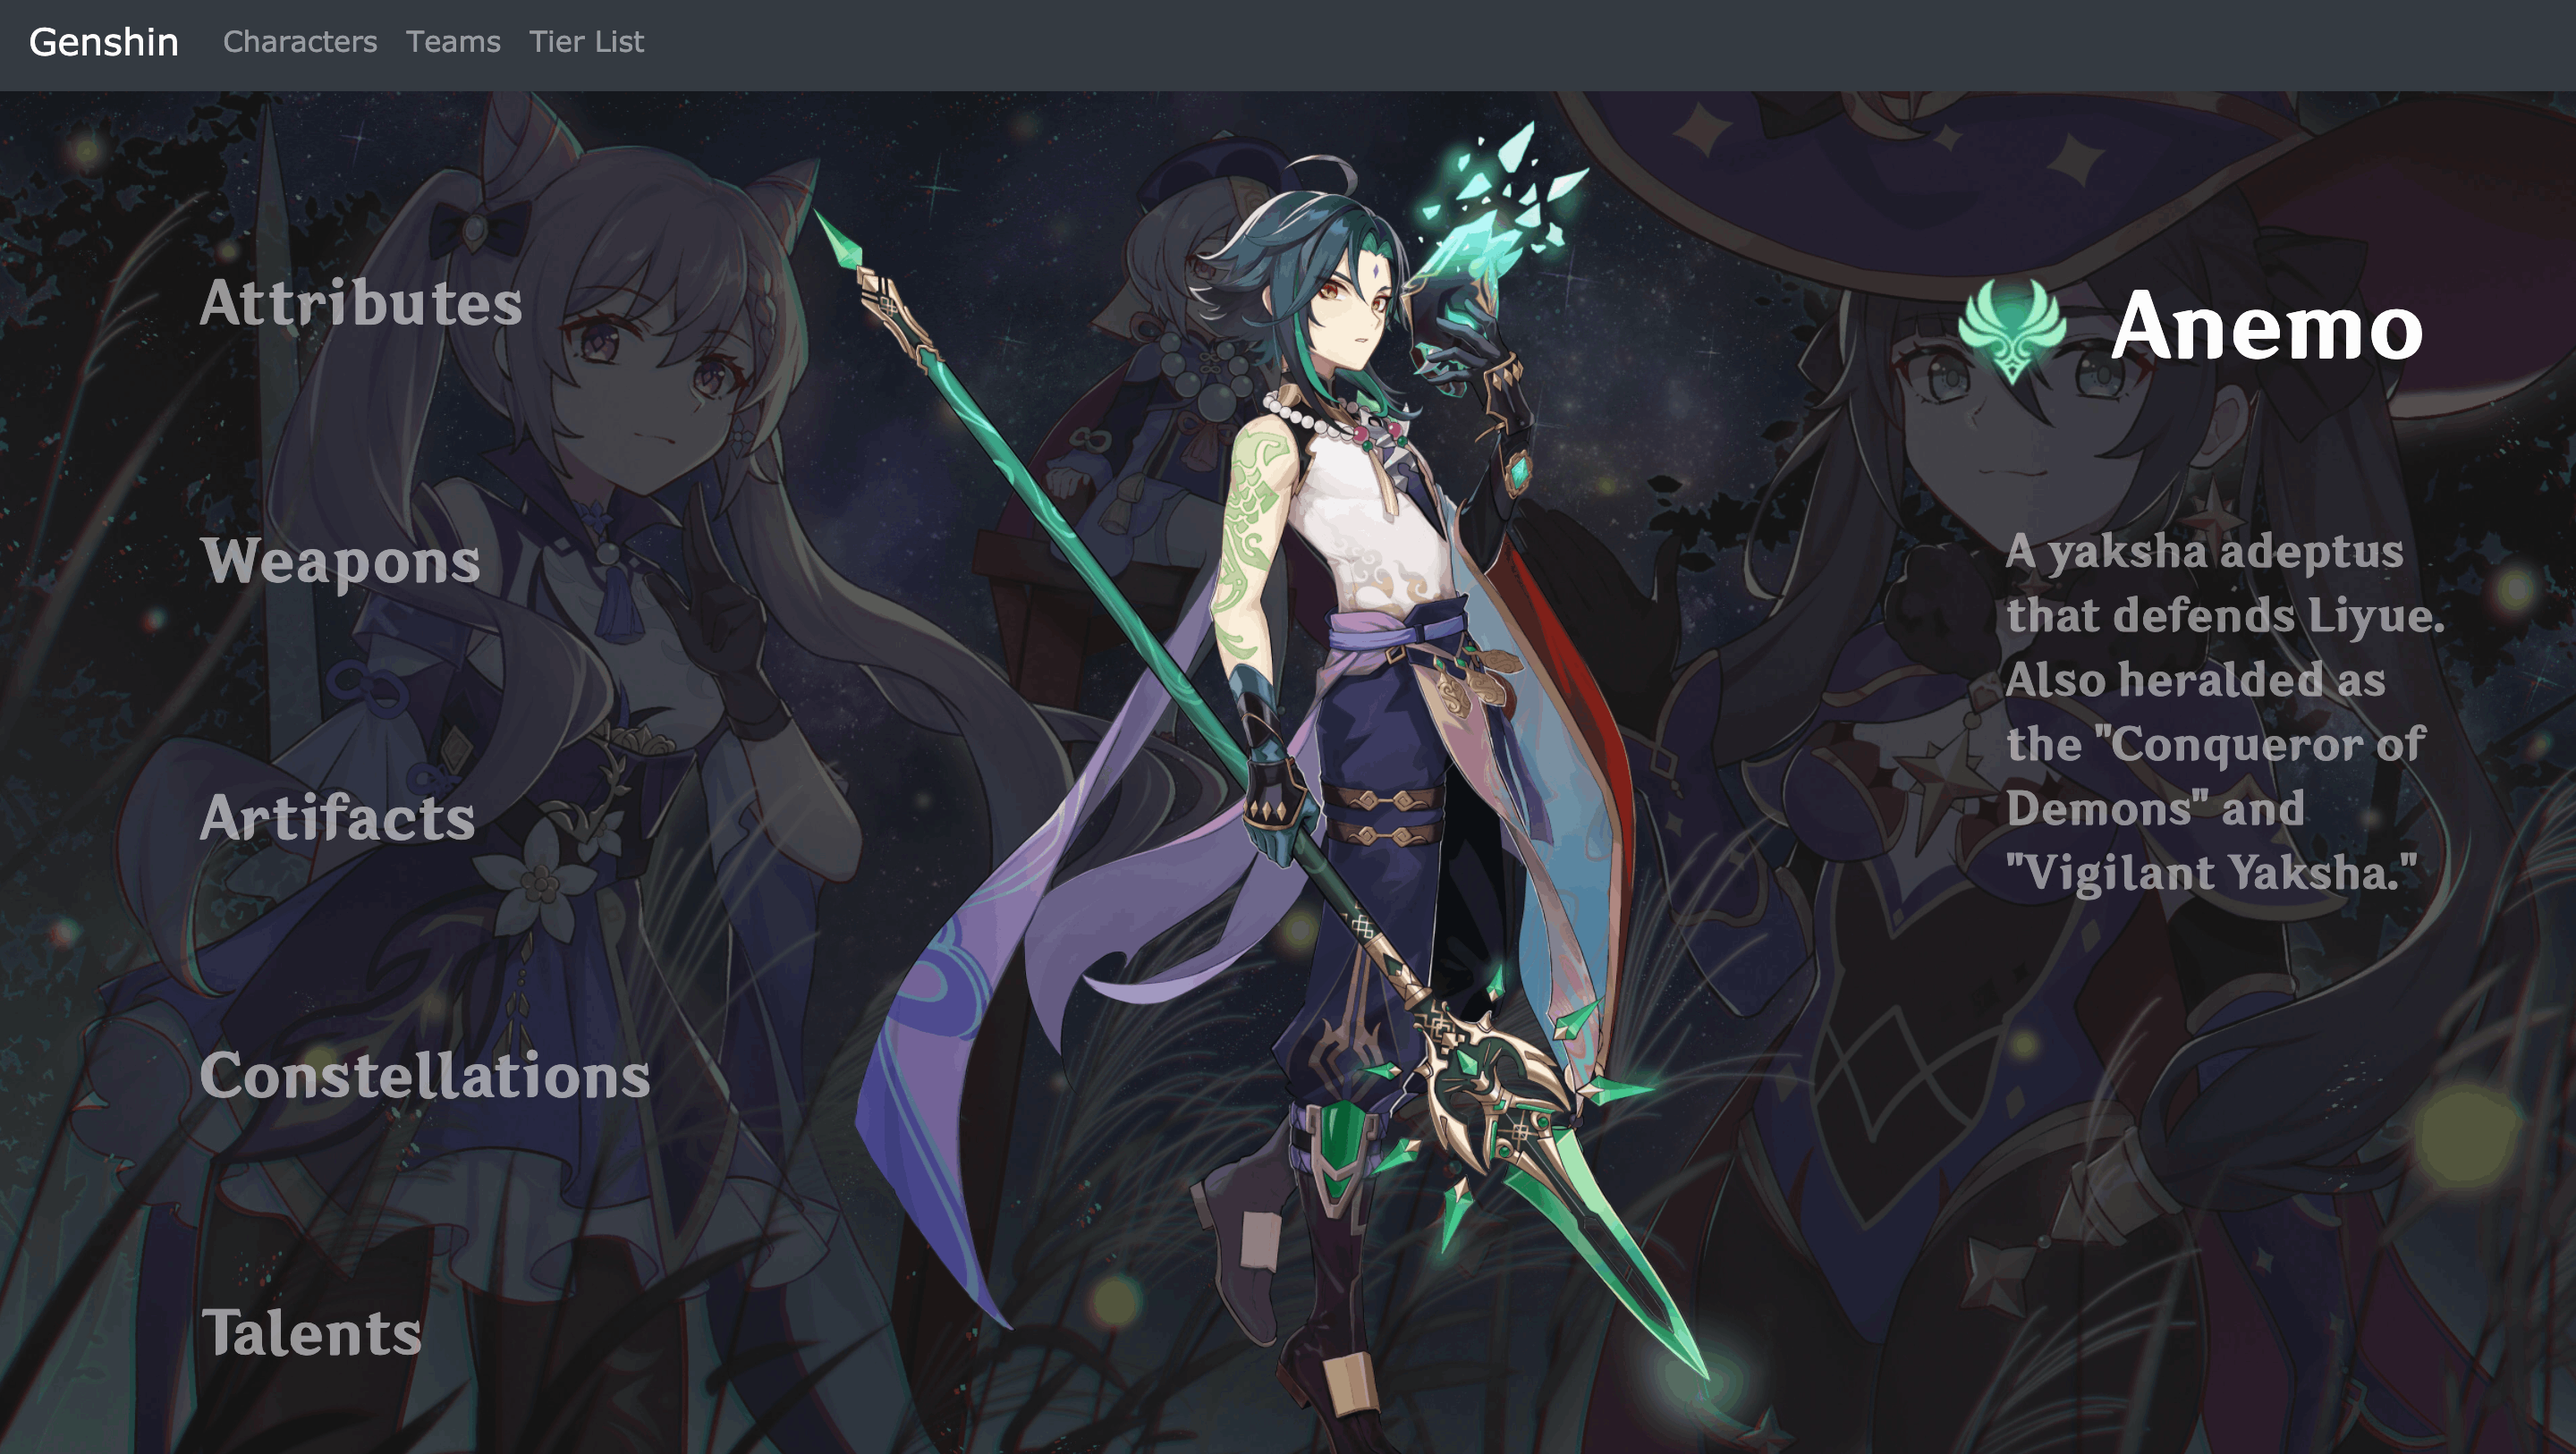 Genshin Characters Teams Tier List
Attributes
Weapons
Artifacts
Constellations
Talents
Anemo
A yaksha adeptus
that defends Liyue.
Also heralded as
the "Conqueror of
Demons" and
"Vigilant Yaksha."